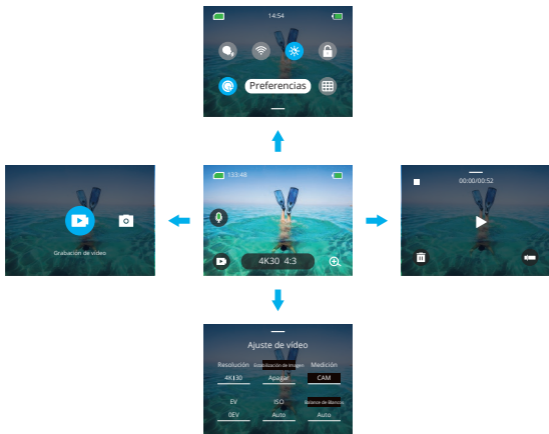 14:54
Preferencias
Grabación de vídeo
133:48
4K30 4:3
00:00/00:52
Ajuste de vídeo
Resolución Estabilización de Imagen Medición
4K30 Apagar CAM
EV ISO Balance de Blancos
0EV Auto Auto